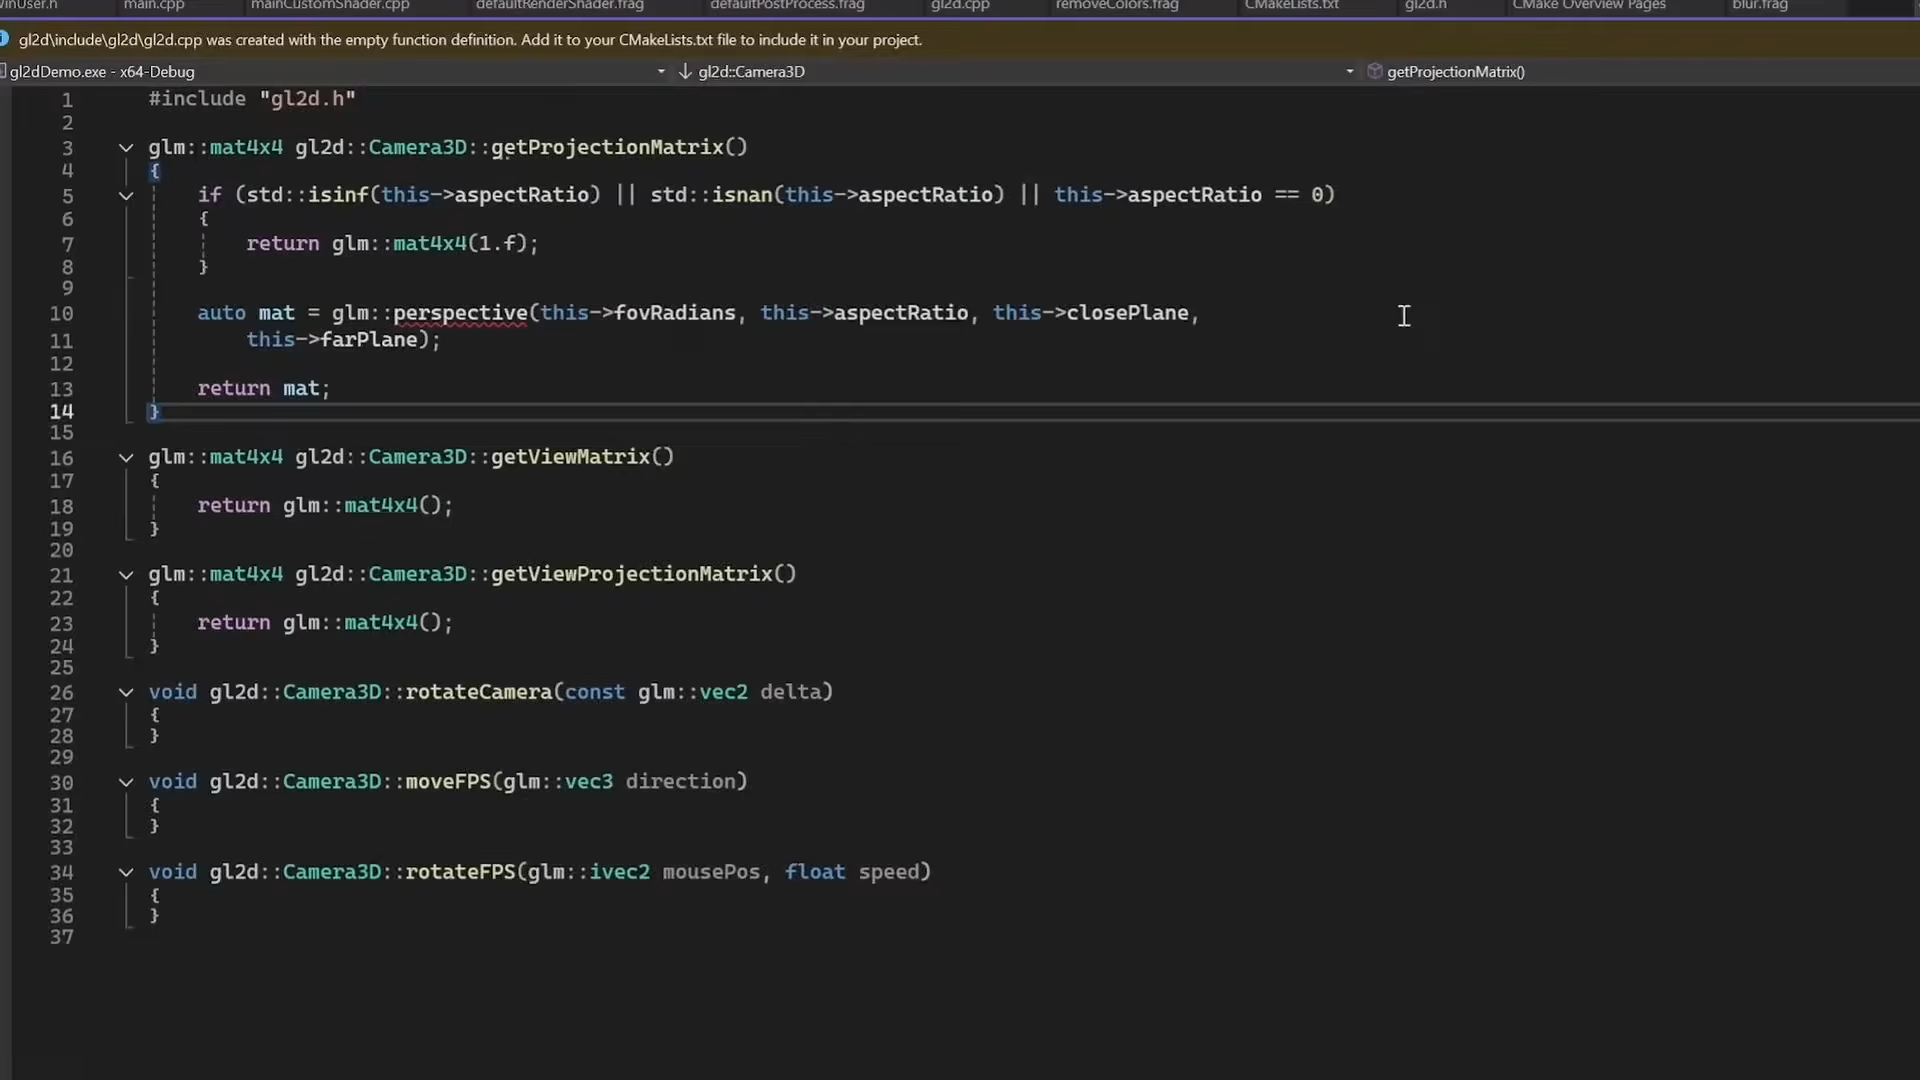 WinUser.h main.cpp mainCustomShader.cpp defaultRenderShader.frag defaultPostProcess.frag gl2d.cpp removeColors.frag CMakeLists.txt gl2d.h CMake Overview Pages blur.frag
gl2d\include\gl2d\gl2d.cpp was created with the empty function definition. Add it to your CMakeLists.txt file to include it in your project.
gl2dDemo.exe - x64-Debug gl2d::Camera3D getProjectionMatrix()
1 #include "gl2d.h"
2
3 glm::mat4x4 gl2d::Camera3D::getProjectionMatrix()
4 {
5 if (std::isinf(this->aspectRatio) || std::isnan(this->aspectRatio) || this->aspectRatio == 0)
6 {
7 return glm::mat4x4(1.f);
8 }
9
10 auto mat = glm::perspective(this->fovRadians, this->aspectRatio, this->closePlane,
11 this->farPlane);
12
13 return mat;
14 }
15
16 glm::mat4x4 gl2d::Camera3D::getViewMatrix()
17 {
18 return glm::mat4x4();
19 }
20
21 glm::mat4x4 gl2d::Camera3D::getViewProjectionMatrix()
22 {
23 return glm::mat4x4();
24 }
25
26 void gl2d::Camera3D::rotateCamera(const glm::vec2 delta)
27 {
28 }
29
30 void gl2d::Camera3D::moveFPS(glm::vec3 direction)
31 {
32 }
33
34 void gl2d::Camera3D::rotateFPS(glm::ivec2 mousePos, float speed)
35 {
36 }
37